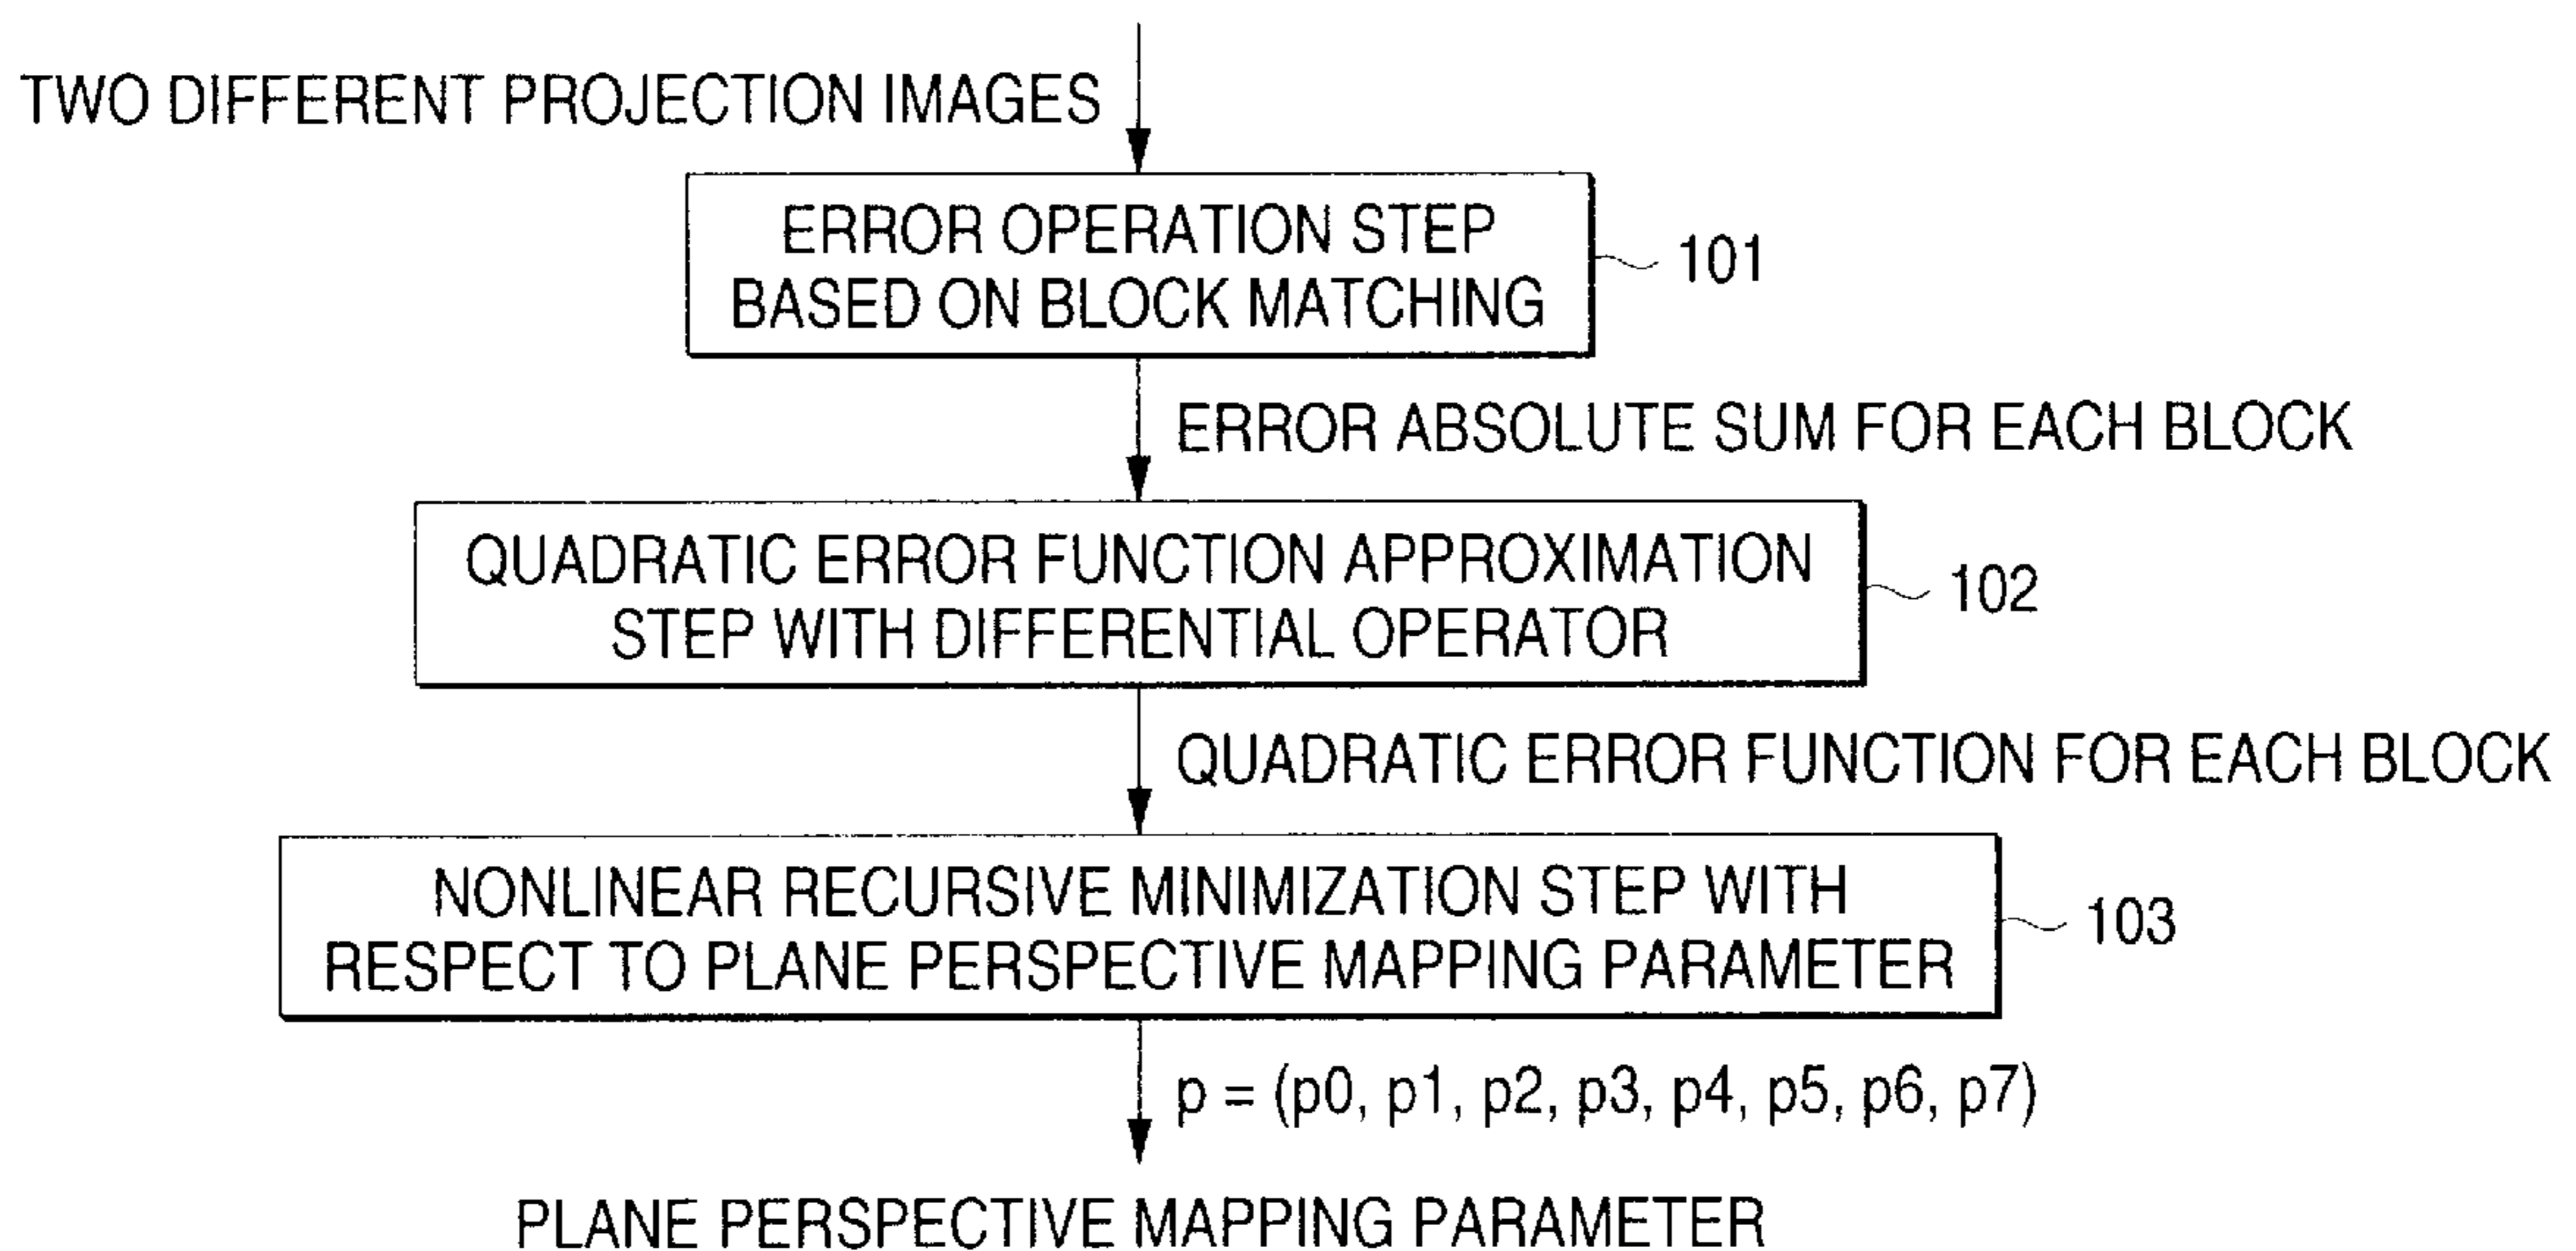 TWO DIFFERENT PROJECTION IMAGES
ERROR OPERATION STEP
BASED ON BLOCK MATCHING
101
ERROR ABSOLUTE SUM FOR EACH BLOCK
QUADRATIC ERROR FUNCTION APPROXIMATION
STEP WITH DIFFERENTIAL OPERATOR
102
QUADRATIC ERROR FUNCTION FOR EACH BLOCK
NONLINEAR RECURSIVE MINIMIZATION STEP WITH
RESPECT TO PLANE PERSPECTIVE MAPPING PARAMETER
103
p = (p0, p1, p2, p3, p4, p5, p6, p7)
PLANE PERSPECTIVE MAPPING PARAMETER